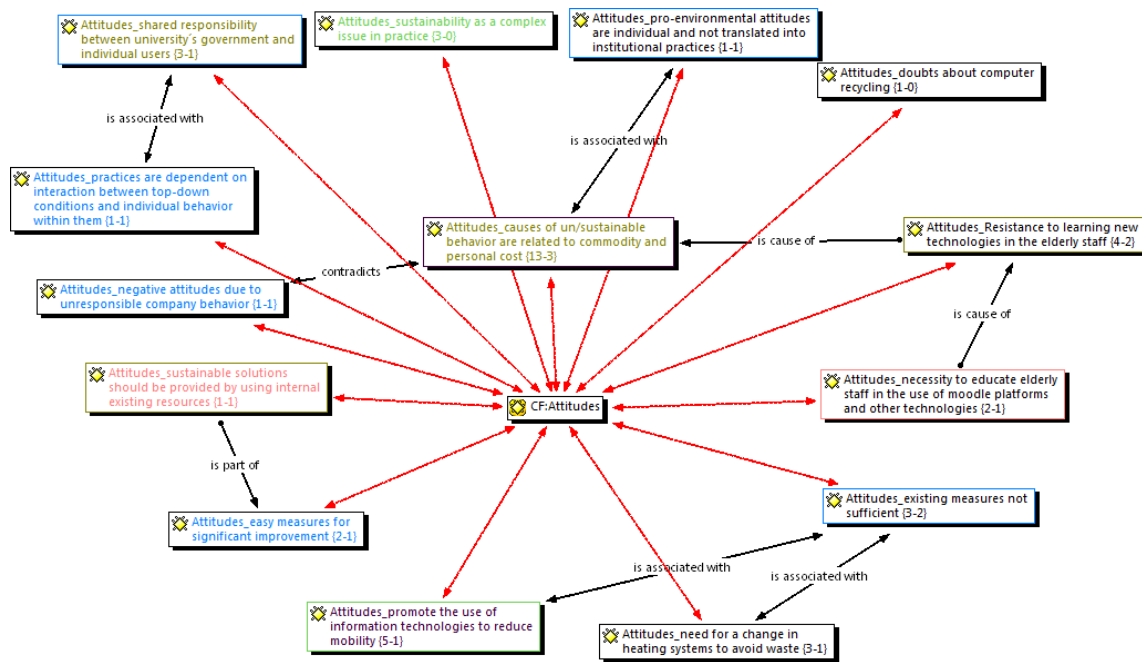 Attitudes_shared responsibility
between university´s government and
individual users {3-1}
Attitudes_sustainability as a complex
issue in practice {3-0}
Attitudes_pro-environmental attitudes
are individual and not translated into
institutional practices {1-1}
Attitudes_doubts about computer
recycling {1-0}
is associated with
is associated with
Attitudes_practices are dependent on
interaction between top-down
conditions and individual behavior
within them {1-1}
Attitudes_causes of un/sustainable
behavior are related to commodity and
personal cost {13-3}
is cause of
Attitudes_Resistance to learning new
technologies in the elderly staff {4-2}
contradicts
Attitudes_negative attitudes due to
unresponsible company behavior {1-1}
is cause of
Attitudes_sustainable solutions
should be provided by using internal
existing resources {1-1}
CF:Attitudes
Attitudes_necessity to educate elderly
staff in the use of moodle platforms
and other technologies {2-1}
is part of
Attitudes_existing measures not
sufficient {3-2}
Attitudes_easy measures for
significant improvement {2-1}
is associated with
is associated with
Attitudes_promote the use of
information technologies to reduce
mobility {5-1}
Attitudes_need for a change in
heating systems to avoid waste {3-1}